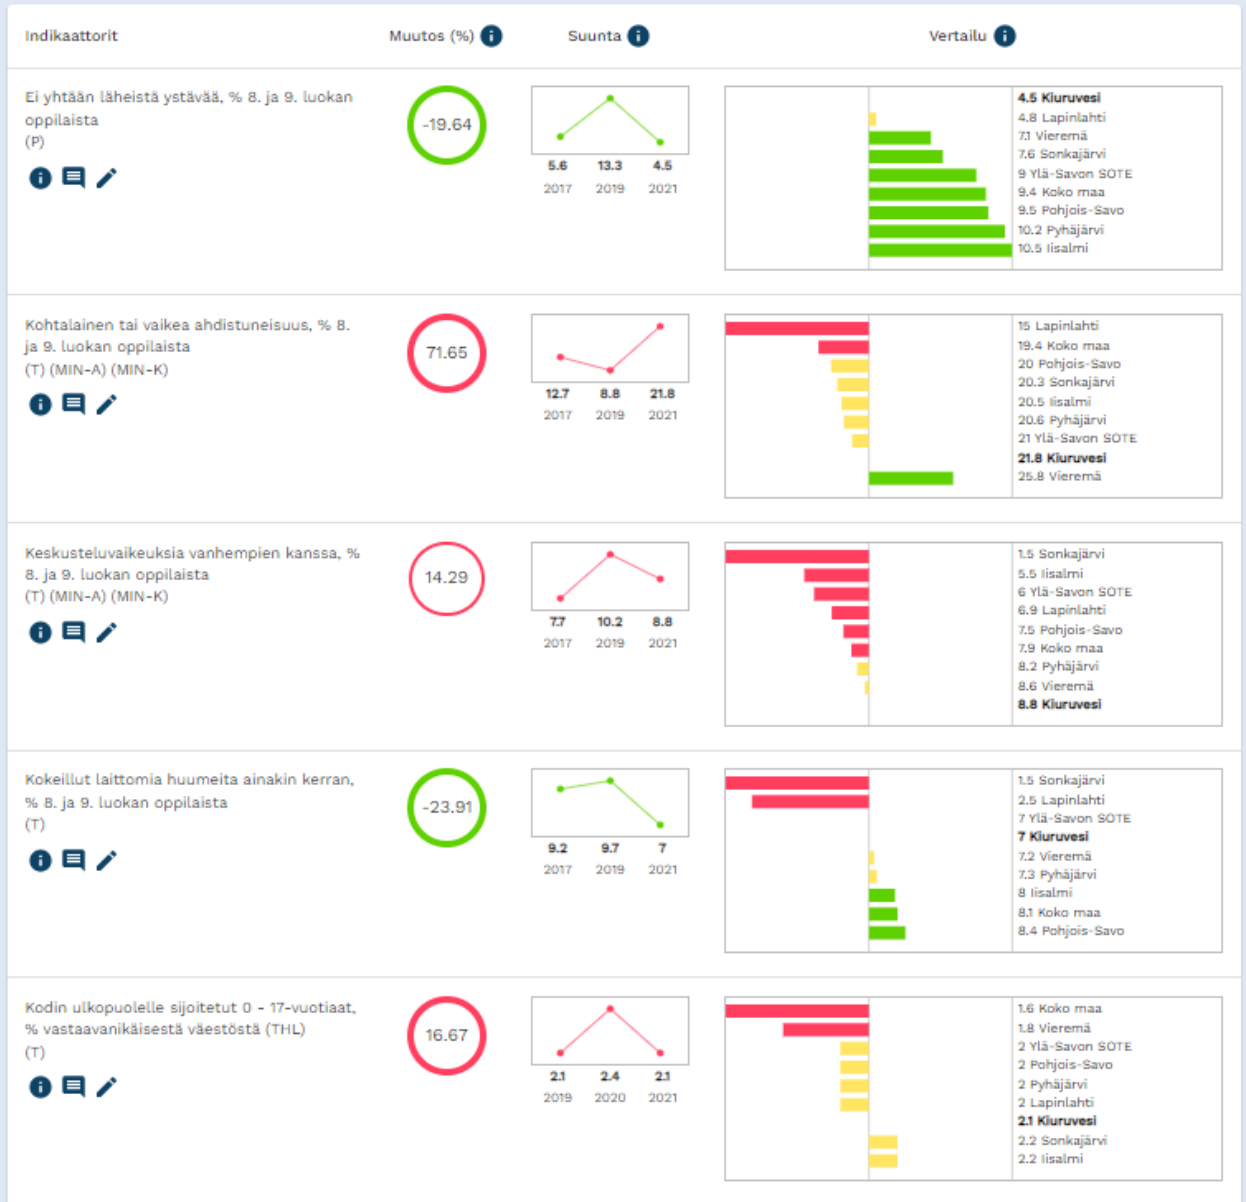 Indikaattorit Muutos (%) Suunta Vertailu
Ei yhtään läheistä ystävää, % 8. ja 9. luokan
oppilaista
(P)
-19.64
5.6 13.3 4.5
2017 2019 2021
4.5 Kiuruvesi
4.8 Lapinlahti
7.1 Vieremä
7.6 Sonkajärvi
9 Ylä-Savon SOTE
9.4 Koko maa
9.5 Pohjois-Savo
10.2 Pyhäjärvi
10.5 Iisalmi
Kohtalainen tai vaikea ahdistuneisuus, % 8.
ja 9. luokan oppilaista
(T) (MIN-A) (MIN-K)
71.65
12.7 8.8 21.8
2017 2019 2021
15 Lapinlahti
19.4 Koko maa
20 Pohjois-Savo
20.3 Sonkajärvi
20.5 Iisalmi
20.6 Pyhäjärvi
21 Ylä-Savon SOTE
21.8 Kiuruvesi
25.8 Vieremä
Keskusteluvaikeuksia vanhempien kanssa, %
8. ja 9. luokan oppilaista
(T) (MIN-A) (MIN-K)
14.29
7.7 10.2 8.8
2017 2019 2021
1.5 Sonkajärvi
5.5 Iisalmi
6 Ylä-Savon SOTE
6.9 Lapinlahti
7.5 Pohjois-Savo
7.9 Koko maa
8.2 Pyhäjärvi
8.6 Vieremä
8.8 Kiuruvesi
Kokeillut laittomia huumeita ainakin kerran,
% 8. ja 9. luokan oppilaista
(T)
-23.91
9.2 9.7 7
2017 2019 2021
1.5 Sonkajärvi
2.5 Lapinlahti
7 Ylä-Savon SOTE
7 Kiuruvesi
7.2 Vieremä
7.3 Pyhäjärvi
8 Iisalmi
8.1 Koko maa
8.4 Pohjois-Savo
Kodin ulkopuolelle sijoitetut 0 - 17-vuotiaat,
% vastaavanikäisestä väestöstä (THL)
(T)
16.67
2.1 2.4 2.1
2019 2020 2021
1.6 Koko maa
1.8 Vieremä
2 Ylä-Savon SOTE
2 Pohjois-Savo
2 Pyhäjärvi
2 Lapinlahti
2.1 Kiuruvesi
2.2 Sonkajärvi
2.2 Iisalmi